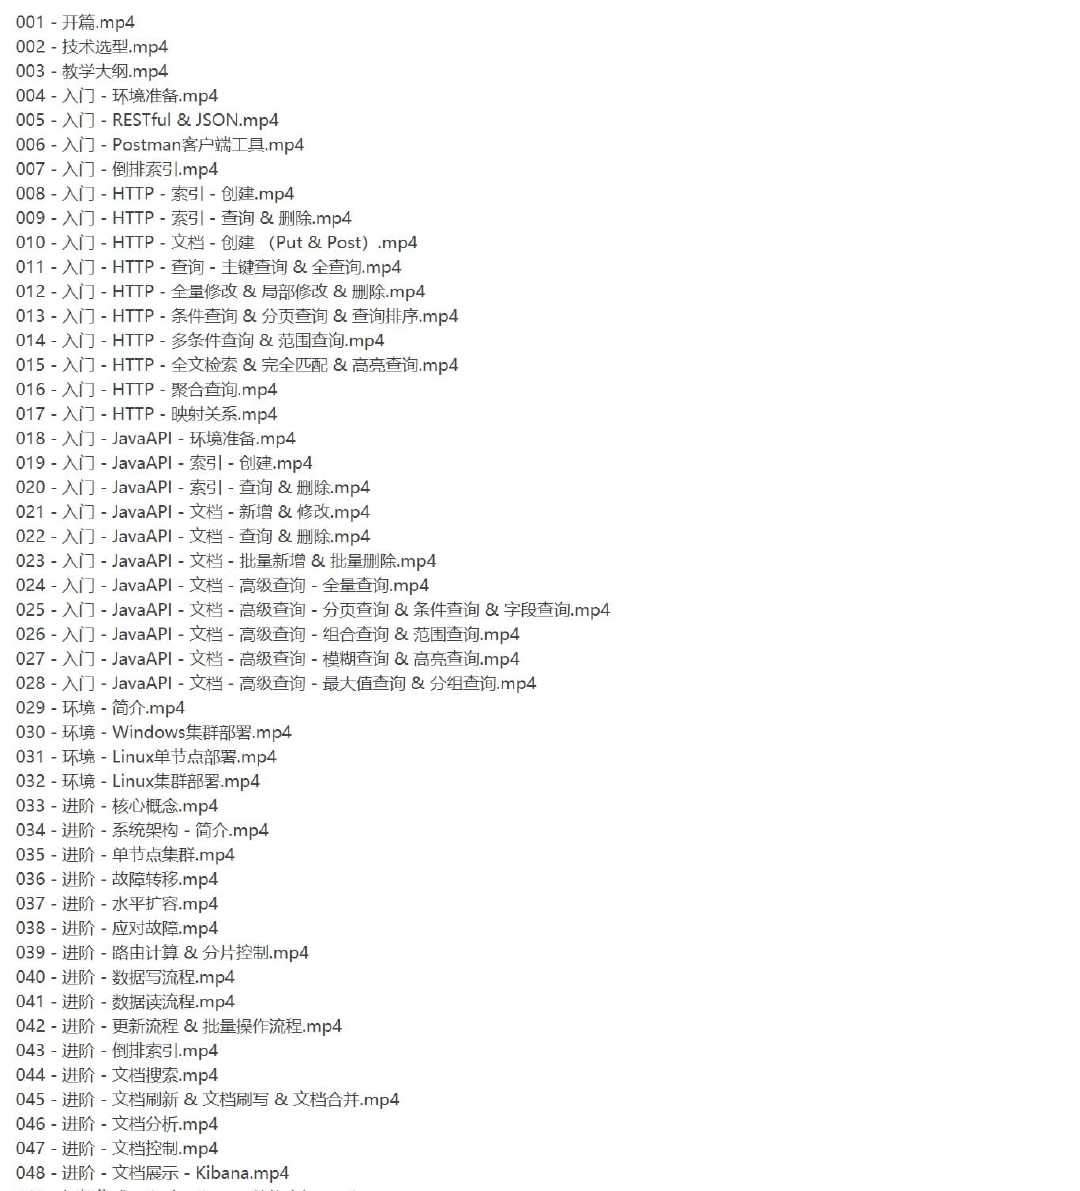 001 - 开篇.mp4
002 - 技术选型.mp4
003 - 教学大纲.mp4
004 - 入门 - 环境准备.mp4
005 - 入门 - RESTful & JSON.mp4
006 - 入门 - Postman客户端工具.mp4
007 - 入门 - 倒排索引.mp4
008 - 入门 - HTTP - 索引 - 创建.mp4
009 - 入门 - HTTP - 索引 - 查询 & 删除.mp4
010 - 入门 - HTTP - 文档 - 创建 （Put & Post）.mp4
011 - 入门 - HTTP - 查询 - 主键查询 & 全查询.mp4
012 - 入门 - HTTP - 全量修改 & 局部修改 & 删除.mp4
013 - 入门 - HTTP - 条件查询 & 分页查询 & 查询排序.mp4
014 - 入门 - HTTP - 多条件查询 & 范围查询.mp4
015 - 入门 - HTTP - 全文检索 & 完全匹配 & 高亮查询.mp4
016 - 入门 - HTTP - 聚合查询.mp4
017 - 入门 - HTTP - 映射关系.mp4
018 - 入门 - JavaAPI - 环境准备.mp4
019 - 入门 - JavaAPI - 索引 - 创建.mp4
020 - 入门 - JavaAPI - 索引 - 查询 & 删除.mp4
021 - 入门 - JavaAPI - 文档 - 新增 & 修改.mp4
022 - 入门 - JavaAPI - 文档 - 查询 & 删除.mp4
023 - 入门 - JavaAPI - 文档 - 批量新增 & 批量删除.mp4
024 - 入门 - JavaAPI - 文档 - 高级查询 - 全量查询.mp4
025 - 入门 - JavaAPI - 文档 - 高级查询 - 分页查询 & 条件查询 & 字段查询.mp4
026 - 入门 - JavaAPI - 文档 - 高级查询 - 组合查询 & 范围查询.mp4
027 - 入门 - JavaAPI - 文档 - 高级查询 - 模糊查询 & 高亮查询.mp4
028 - 入门 - JavaAPI - 文档 - 高级查询 - 最大值查询 & 分组查询.mp4
029 - 环境 - 简介.mp4
030 - 环境 - Windows集群部署.mp4
031 - 环境 - Linux单节点部署.mp4
032 - 环境 - Linux集群部署.mp4
033 - 进阶 - 核心概念.mp4
034 - 进阶 - 系统架构 - 简介.mp4
035 - 进阶 - 单节点集群.mp4
036 - 进阶 - 故障转移.mp4
037 - 进阶 - 水平扩容.mp4
038 - 进阶 - 应对故障.mp4
039 - 进阶 - 路由计算 & 分片控制.mp4
040 - 进阶 - 数据写流程.mp4
041 - 进阶 - 数据读流程.mp4
042 - 进阶 - 更新流程 & 批量操作流程.mp4
043 - 进阶 - 倒排索引.mp4
044 - 进阶 - 文档搜索.mp4
045 - 进阶 - 文档刷新 & 文档刷写 & 文档合并.mp4
046 - 进阶 - 文档分析.mp4
047 - 进阶 - 文档控制.mp4
048 - 进阶 - 文档展示 - Kibana.mp4